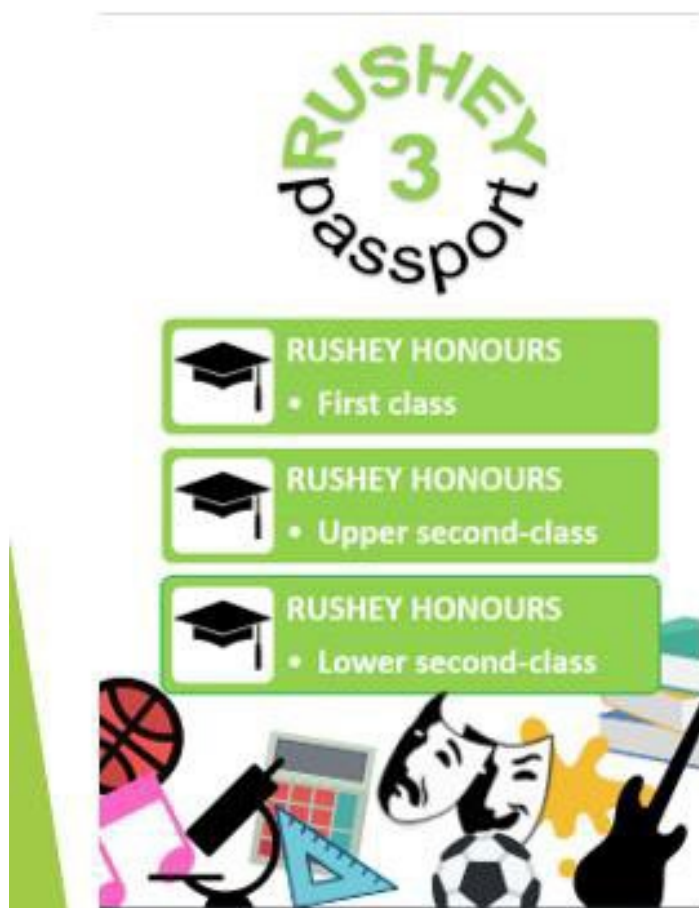 RUSHEY
3
passport
RUSHEY HONOURS
• First class
RUSHEY HONOURS
• Upper second-class
RUSHEY HONOURS
• Lower second-class